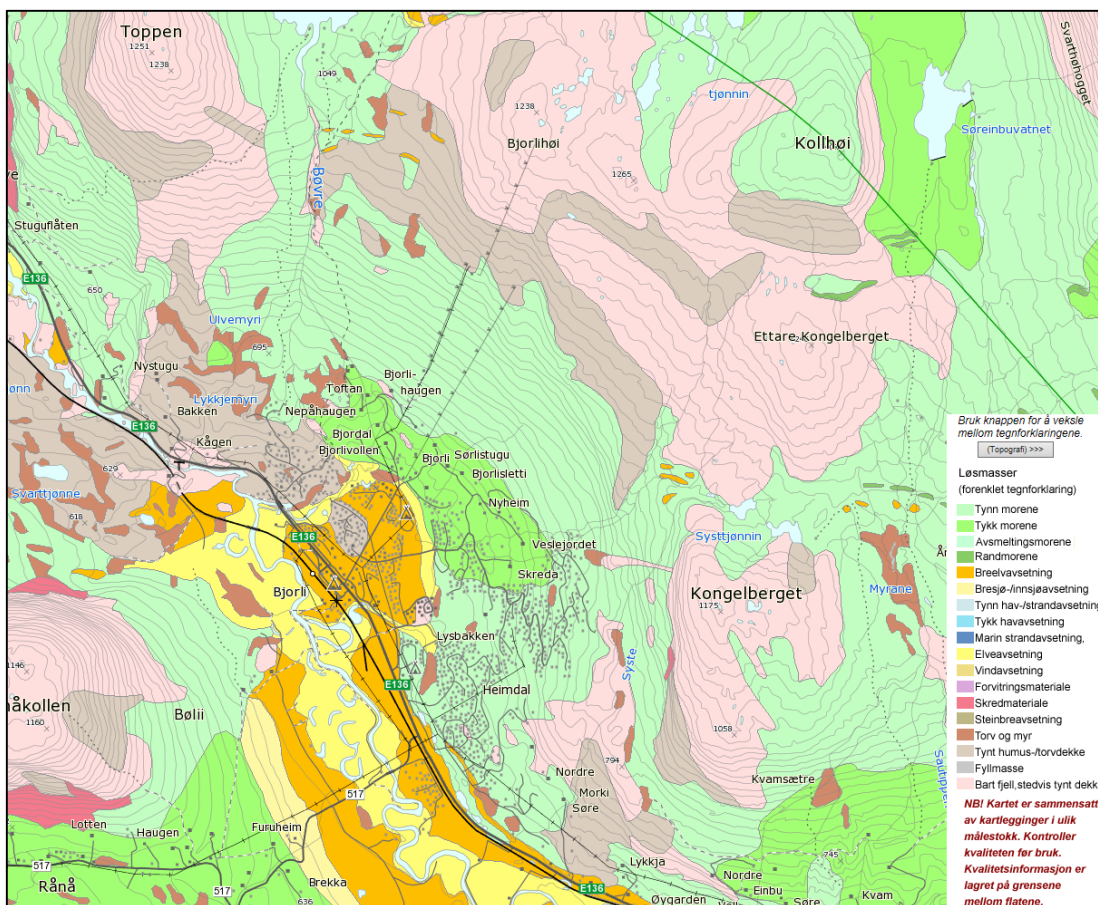 Toppen
1251
1238
1049
Svarthøhogget
tjønnin
1238
Søreinbuvatnet
Bjorlihøi
Kollhøi
Bøvre
1265
Stuguflåten
E136
650
Ulvemyri
695
Ettare Kongelberget
Nystugu
Bjorli-
haugen
Toftan
Lykkjemyri
Nepåhaugen
Bakken
E136
Kågen
Bjordal
Bjorlivollen
Bjorli
Sørlistugu
Bjorlisletti
629
Svarttjønne
618
Nyheim
E136
Systtjønnin
Veslejordet
Skreda
Bjorli
Kongelberget
1175
Myrane
Lysbakken
Syste
1146
E136
Heimdal
Bølii
1160
1058
794
Nordre
Kvamsætre
Morki
Søre
517
Lotten
Haugen
Furuheim
745
517
Lykkja
Rånå
517
Brekka
Nordre
Einbu
636
E136
Øygarden
Søre
Kvam
Bruk knappen for å veksle
mellom tegnforklaringene.
(Topografi) >>>
Løsmasser
(forenklet tegnforklaring)
Tynn morene
Tykk morene
Avsmeltingsmorene
Randmorene
Breelvavsetning
Bresjø-/innsjøavsetning
Tynn hav-/strandavsetning
Tykk havavsetning
Marin strandavsetning,
Elveavsetning
Vindavsetning
Forvitringsmateriale
Skredmateriale
Steinbreavsetning
Torv og myr
Tynt humus-/torvdekke
Fyllmasse
Bart fjell,stedvis tynt dekk
NB! Kartet er sammensatt
av kartlegginger i ulik
målestokk. Kontroller
kvaliteten før bruk.
Kvalitetsinformasjon er
lagret på grensene
mellom flatene.